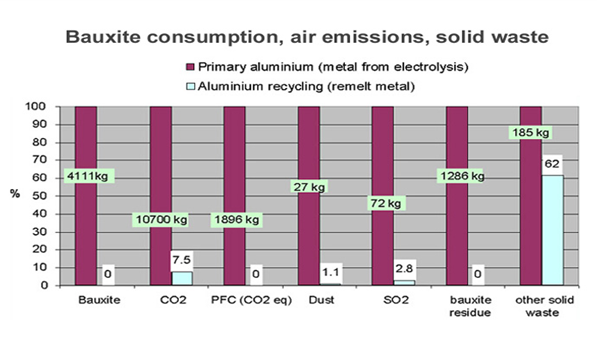 Bauxite consumption, air emissions, solid waste
Primary aluminium (metal from electrolysis)
Aluminium recycling (remelt metal)
%
100
90
80
70
60
50
40
30
20
10
0
4111kg
0
10700 kg
7.5
1896 kg
0
27 kg
1.1
72 kg
2.8
1286 kg
0
185 kg
62
Bauxite
CO2
PFC (CO2 eq)
Dust
SO2
bauxite
residue
other solid
waste